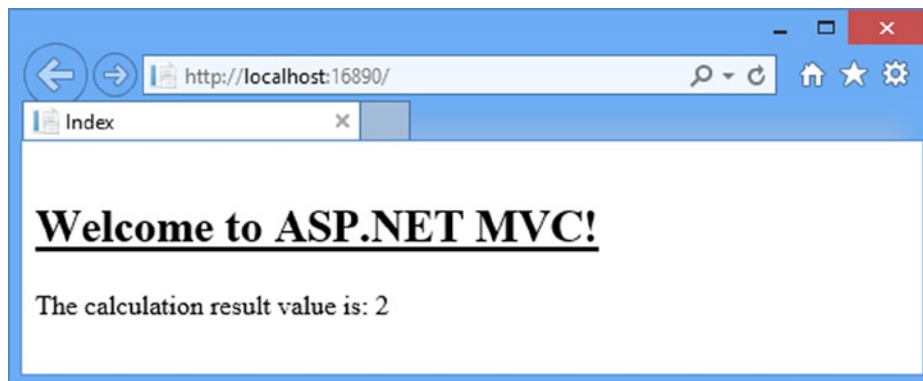 http://localhost:16890/
Index
Welcome to ASP.NET MVC!
The calculation result value is: 2